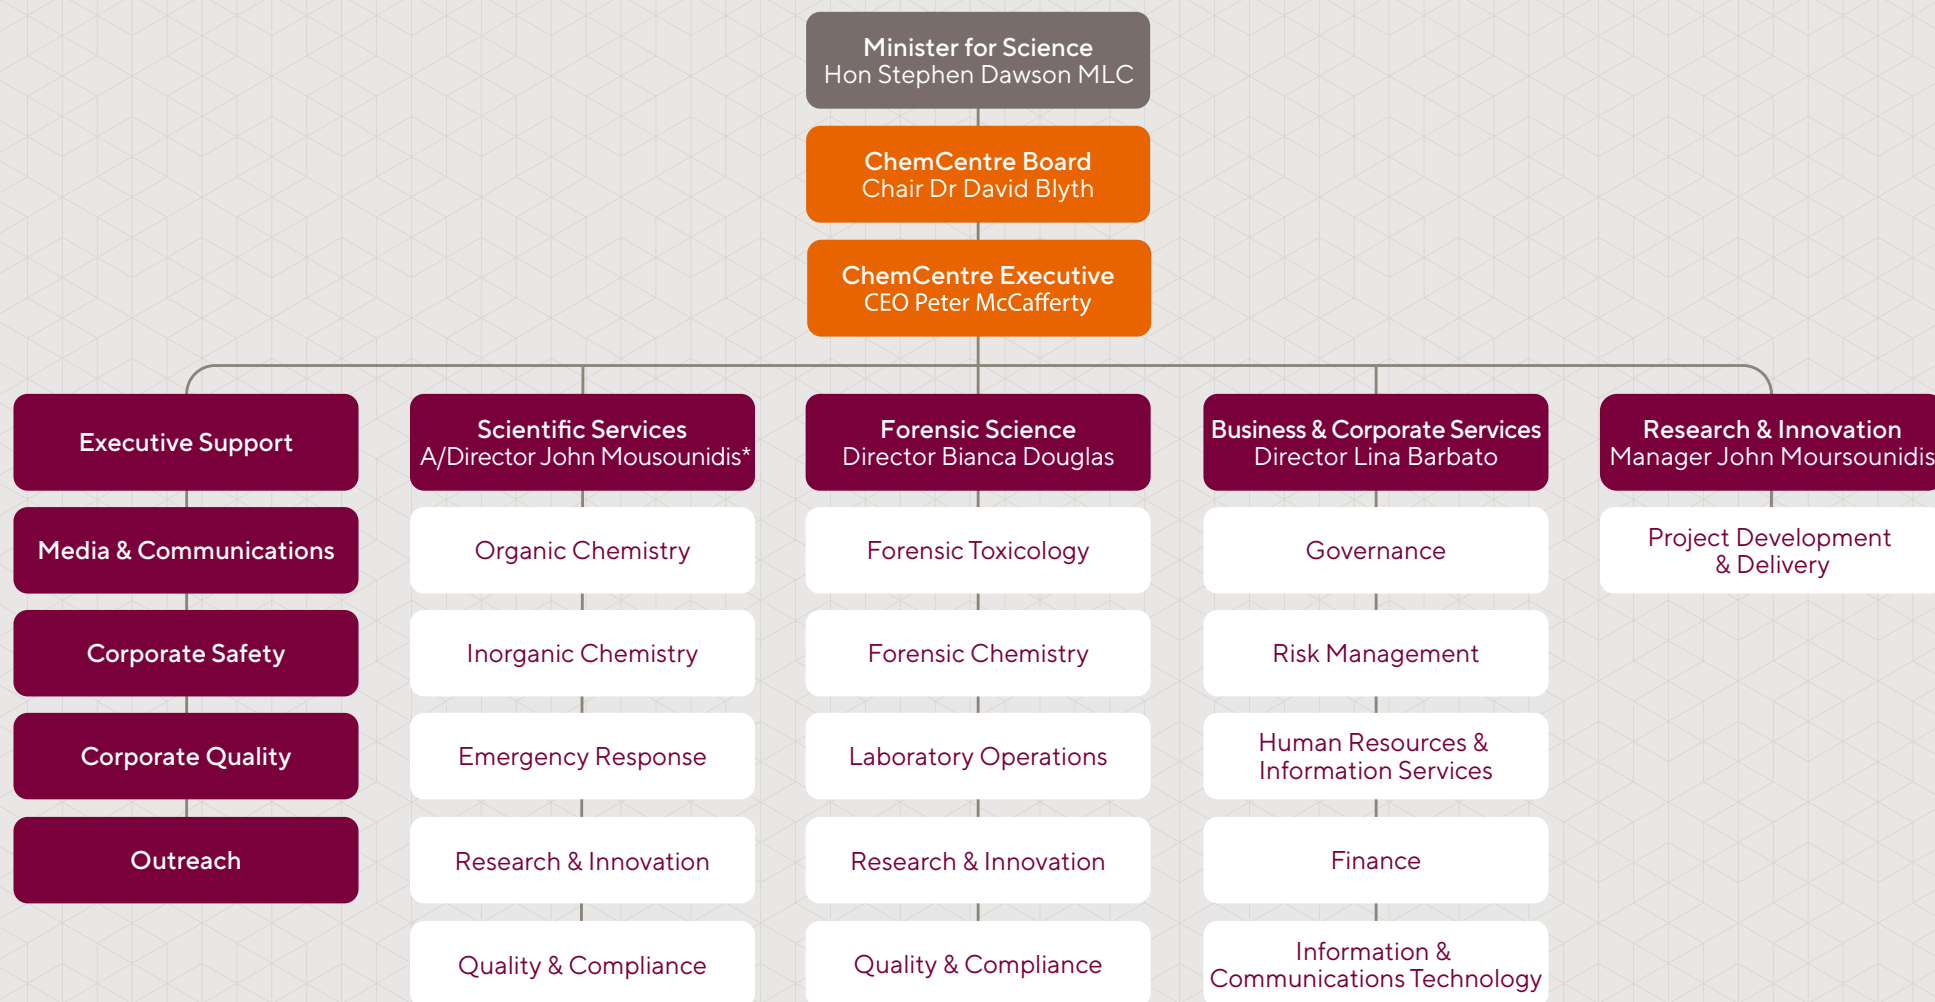 Minister for Science
Hon Stephen Dawson MLC
ChemCentre Board
Chair Dr David Blyth
ChemCentre Executive
CEO Peter McCafferty
Executive Support
Media & Communications
Corporate Safety
Corporate Quality
Outreach
Scientific Services
A/Director John Mousounidis*
Organic Chemistry
Inorganic Chemistry
Emergency Response
Research & Innovation
Quality & Compliance
Forensic Science
Director Bianca Douglas
Forensic Toxicology
Forensic Chemistry
Laboratory Operations
Research & Innovation
Quality & Compliance
Business & Corporate Services
Director Lina Barbato
Governance
Risk Management
Human Resources &
Information Services
Finance
Information &
Communications Technology
Research & Innovation
Manager John Moursounidis
Project Development
& Delivery